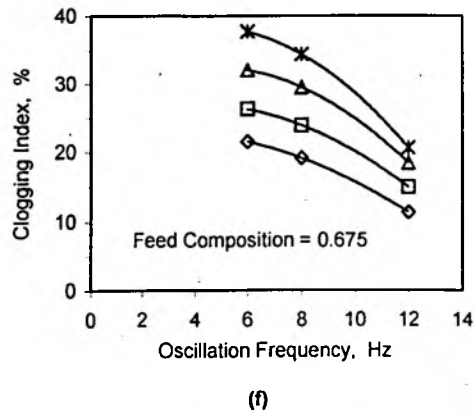 40
30
20
10
0
Clogging Index, %
Feed Composition = 0.675
0 2 4 6 8 10 12 14
Oscillation Frequency, Hz
(f)